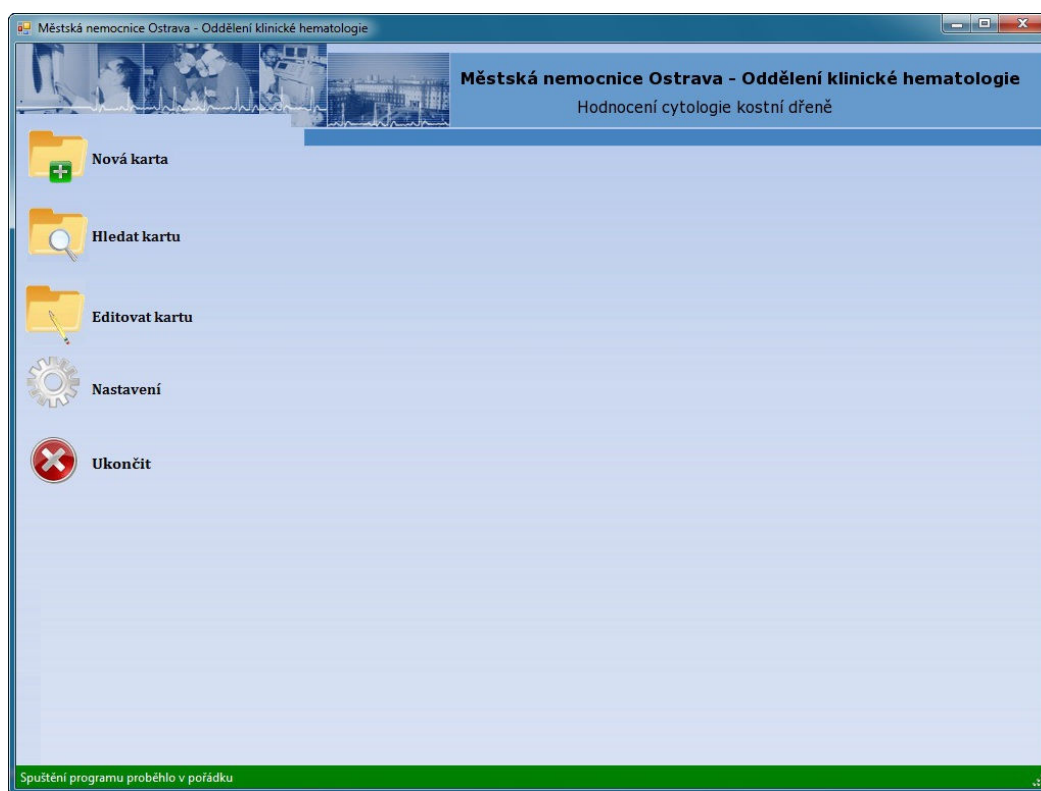 Městská nemocnice Ostrava - Oddělení klinické hematologie
Městská nemocnice Ostrava - Oddělení klinické hematologie
Hodnocení cytologie kostní dřeně
Nová karta
Hledat kartu
Editovat kartu
Nastavení
Ukončit
Spuštění programu proběhlo v pořádku